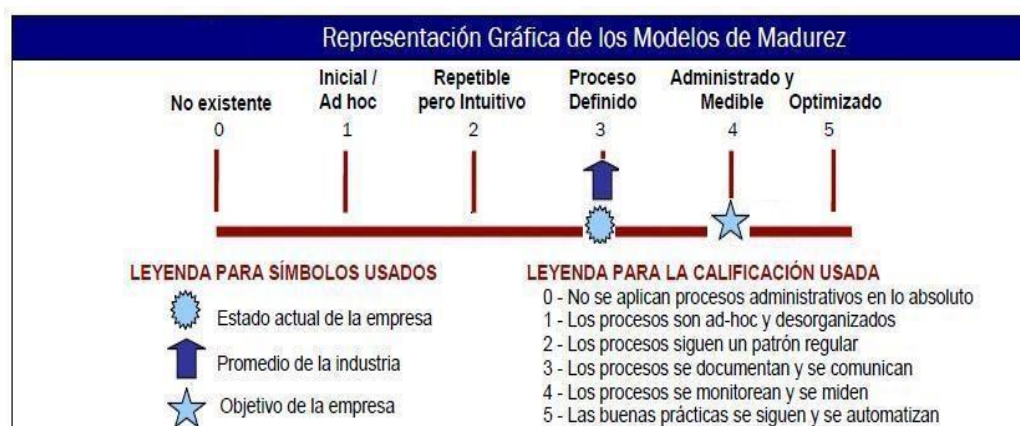 Representación Gráfica de los Modelos de Madurez
No existente
0
Inicial /
Ad hoc
1
Repetible
pero Intuitivo
2
Proceso
Definido
3
Administrado y
Medible
4
Optimizado
5
LEYENDA PARA SÍMBOLOS USADOS
Estado actual de la empresa
Promedio de la industria
Objetivo de la empresa
LEYENDA PARA LA CALIFICACIÓN USADA
0 - No se aplican procesos administrativos en lo absoluto
1 - Los procesos son ad-hoc y desorganizados
2 - Los procesos siguen un patrón regular
3 - Los procesos se documentan y se comunican
4 - Los procesos se monitorean y se miden
5 - Las buenas prácticas se siguen y se automatizan